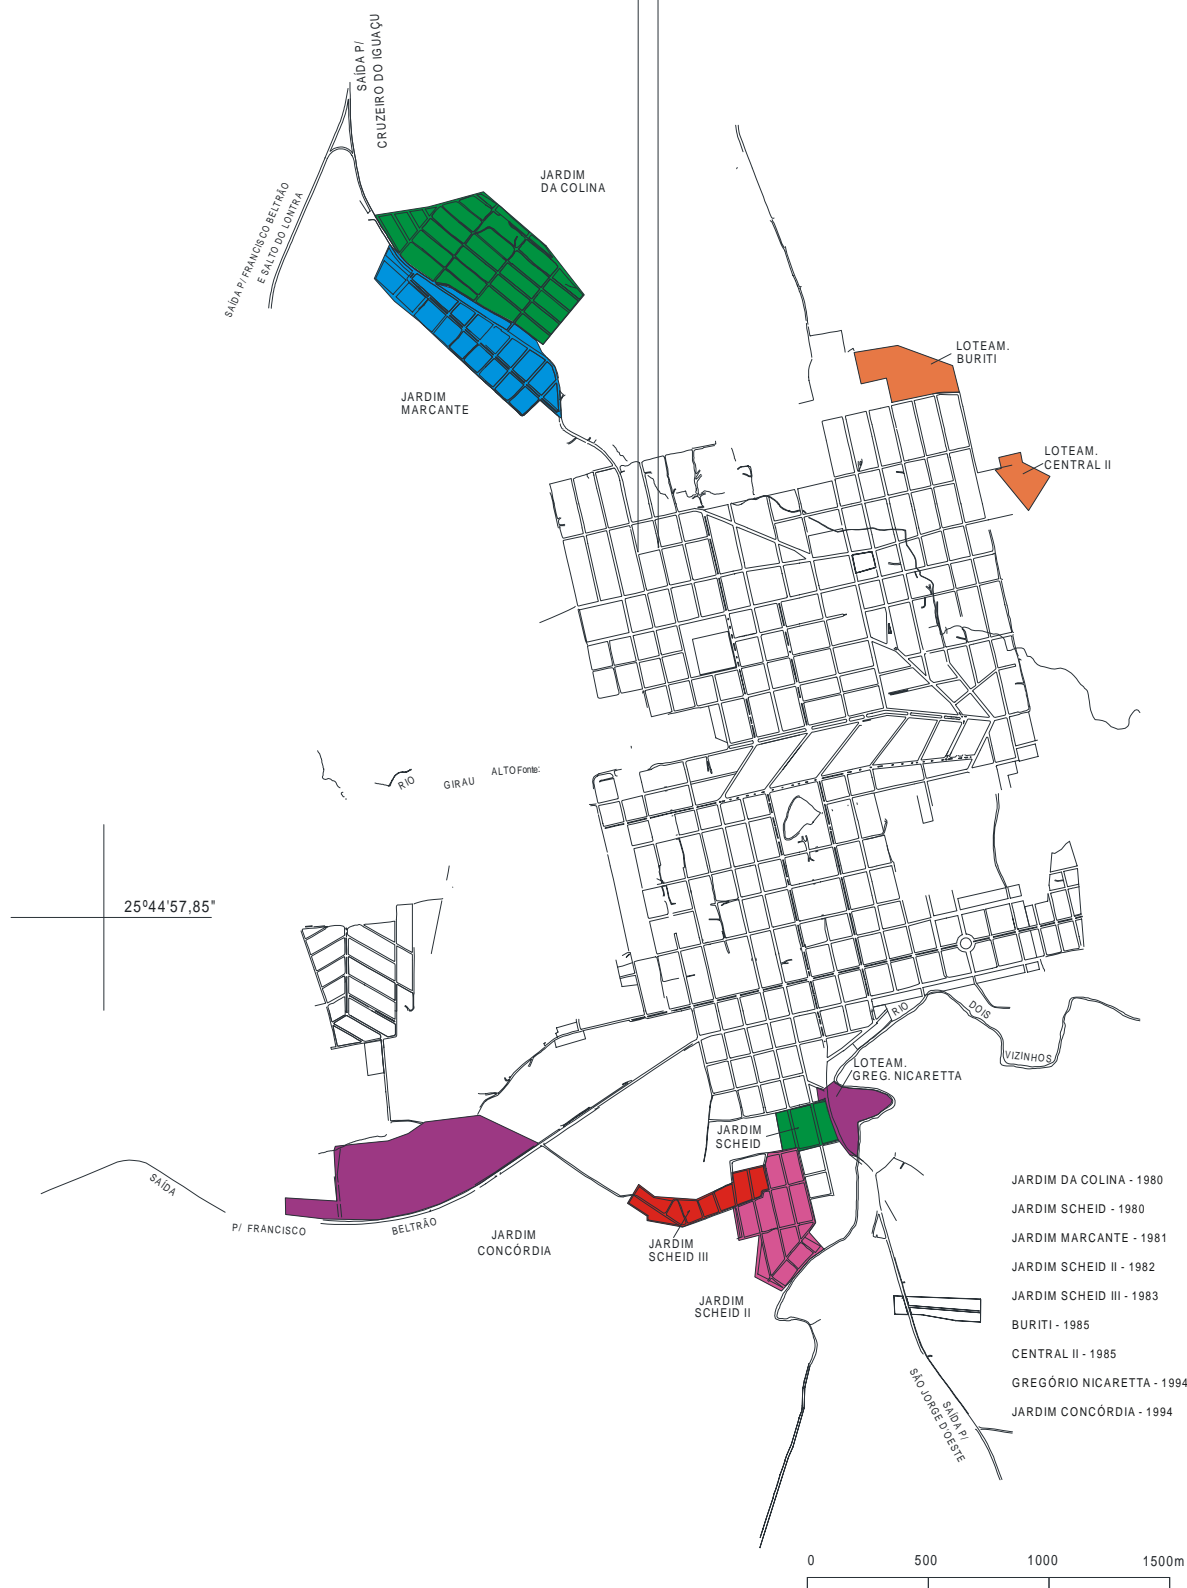 SAÍDA P/
CRUZEIRO DO IGUAÇU
SAÍDA P/ FRANCISCO BELTRÃO
E SALTO DO LONTRA
JARDIM
DA COLINA
JARDIM
MARCANTE
LOTEAM.
BURITI
LOTEAM.
CENTRAL II
RIO
GIRAU
ALTO
Fonte:
25º44'57,85"
RIO
DOIS
VIZINHOS
LOTEAM.
GREG. NICARETTA
JARDIM
SCHEID
SAÍDA
P/ FRANCISCO
BELTRÃO
JARDIM
CONCÓRDIA
JARDIM
SCHEID III
JARDIM
SCHEID II
SAÍDA P/
SÃO JORGE D'OESTE
JARDIM DA COLINA - 1980
JARDIM SCHEID - 1980
JARDIM MARCANTE - 1981
JARDIM SCHEID II - 1982
JARDIM SCHEID III - 1983
BURITI - 1985
CENTRAL II - 1985
GREGÓRIO NICARETTA - 1994
JARDIM CONCÓRDIA - 1994
0 500 1000 1500m